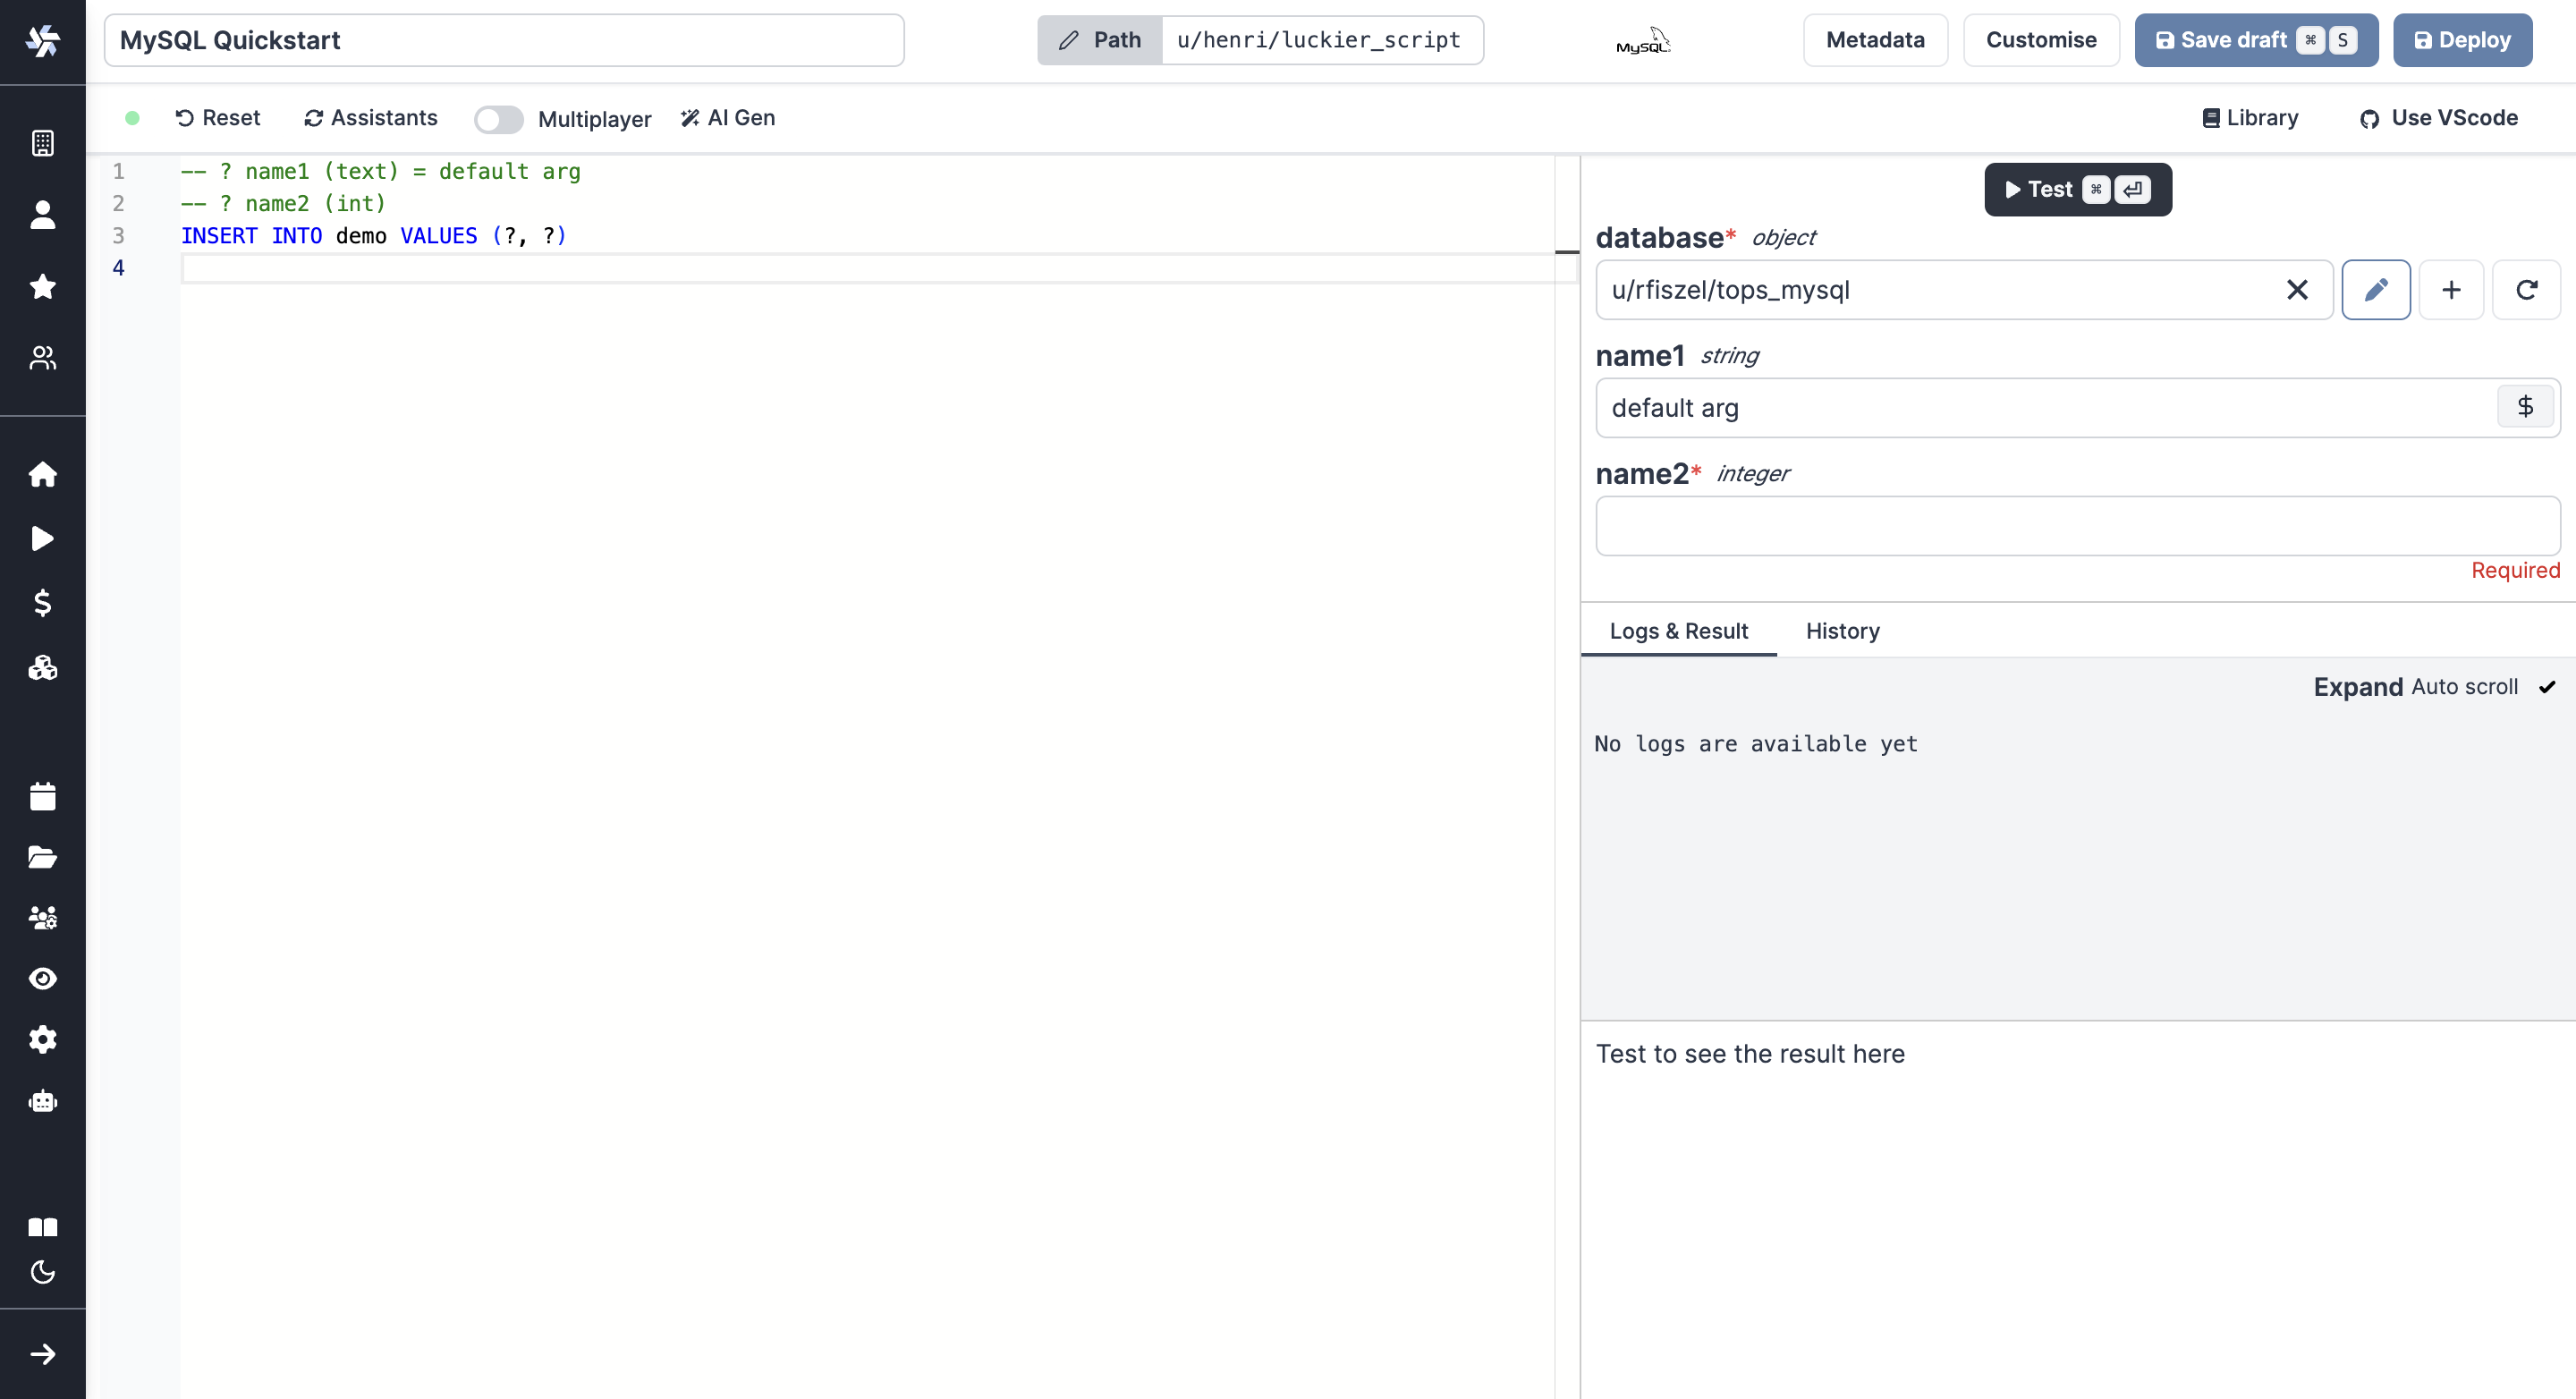 MySQL Quickstart
Path u/henri/luckier_script
MySQL
Metadata
Customise
Save draft ⌘ S
Deploy
Reset
Assistants
Multiplayer
AI Gen
Library
Use VScode
1 -- ? name1 (text) = default arg
2 -- ? name2 (int)
3 INSERT INTO demo VALUES (?, ?)
4
Test ⌘ ⏎
database* object
u/rfiszel/tops_mysql
name1 string
default arg
$
name2* integer
Required
Logs & Result
History
Expand Auto scroll
No logs are available yet
Test to see the result here